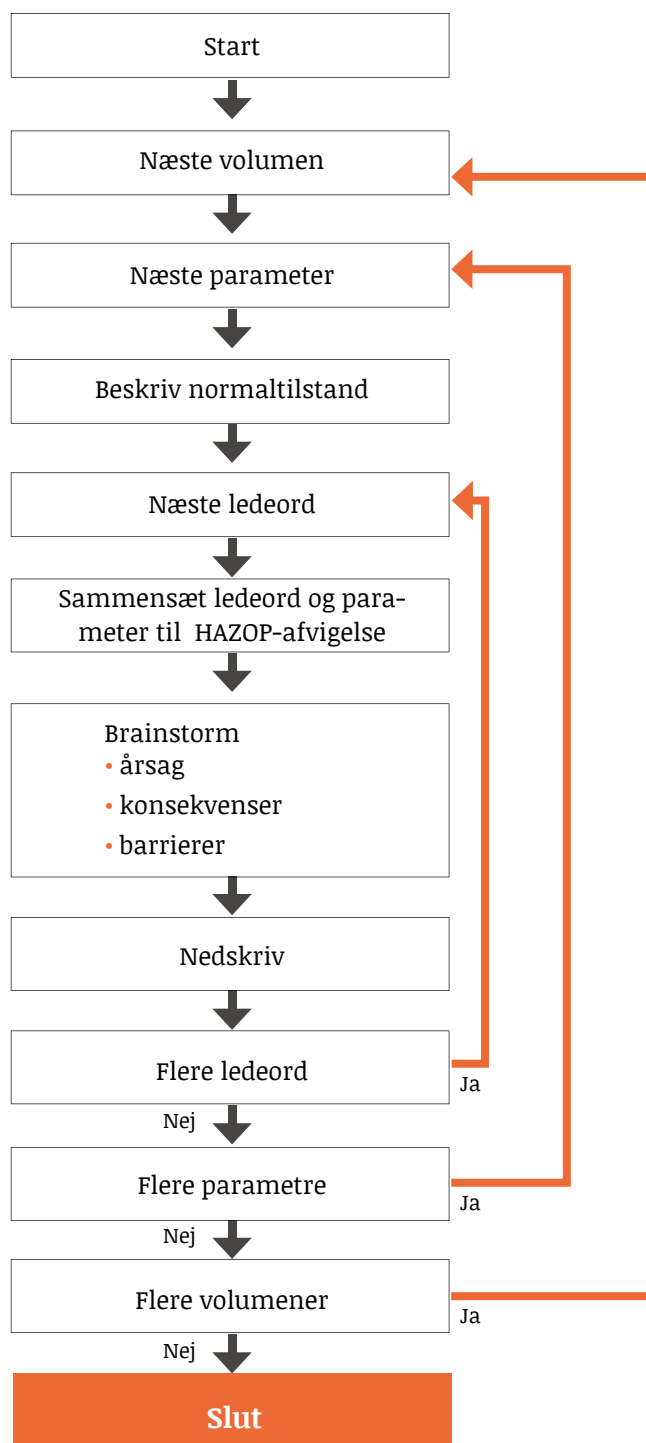 Start
Næste volumen
Næste parameter
Beskriv normaltilstand
Næste ledeord
Sammensæt ledeord og para-
meter til HAZOP-afvigelse
Brainstorm
• årsag
• konsekvenser
• barrierer
Nedskriv
Flere ledeord
Ja
Nej
Flere parametre
Ja
Nej
Flere volumener
Ja
Nej
Slut